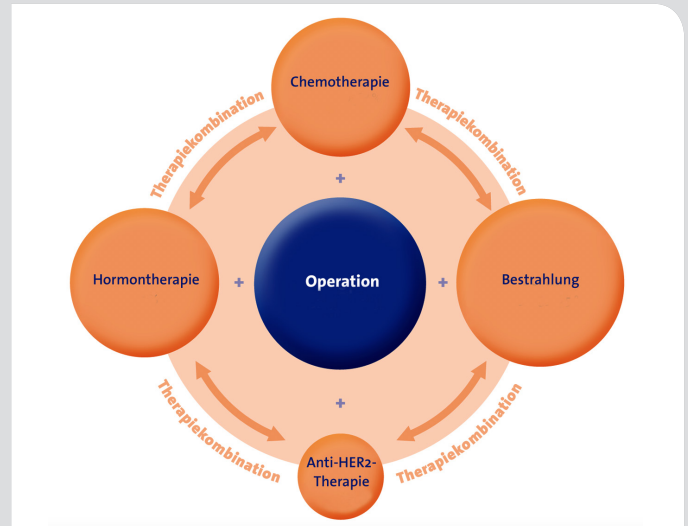 Chemotherapie
Therapiekombination
Therapiekombination
+
Hormontherapie
+
Operation
+
Bestrahlung
+
Therapiekombination
Anti-HER2-
Therapie
Therapiekombination